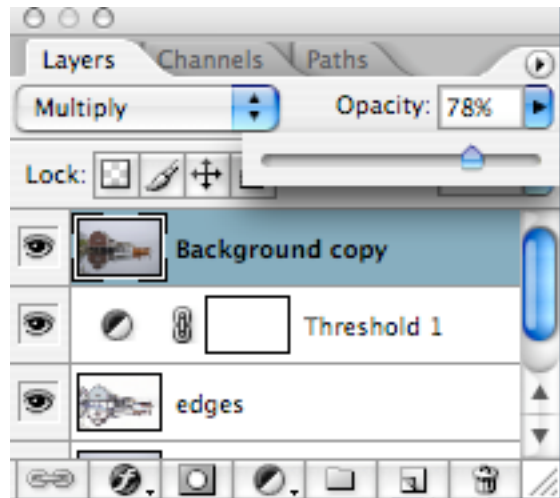 Layers Channels Paths
Multiply Opacity: 78%
Lock:
Background copy
Threshold 1
edges